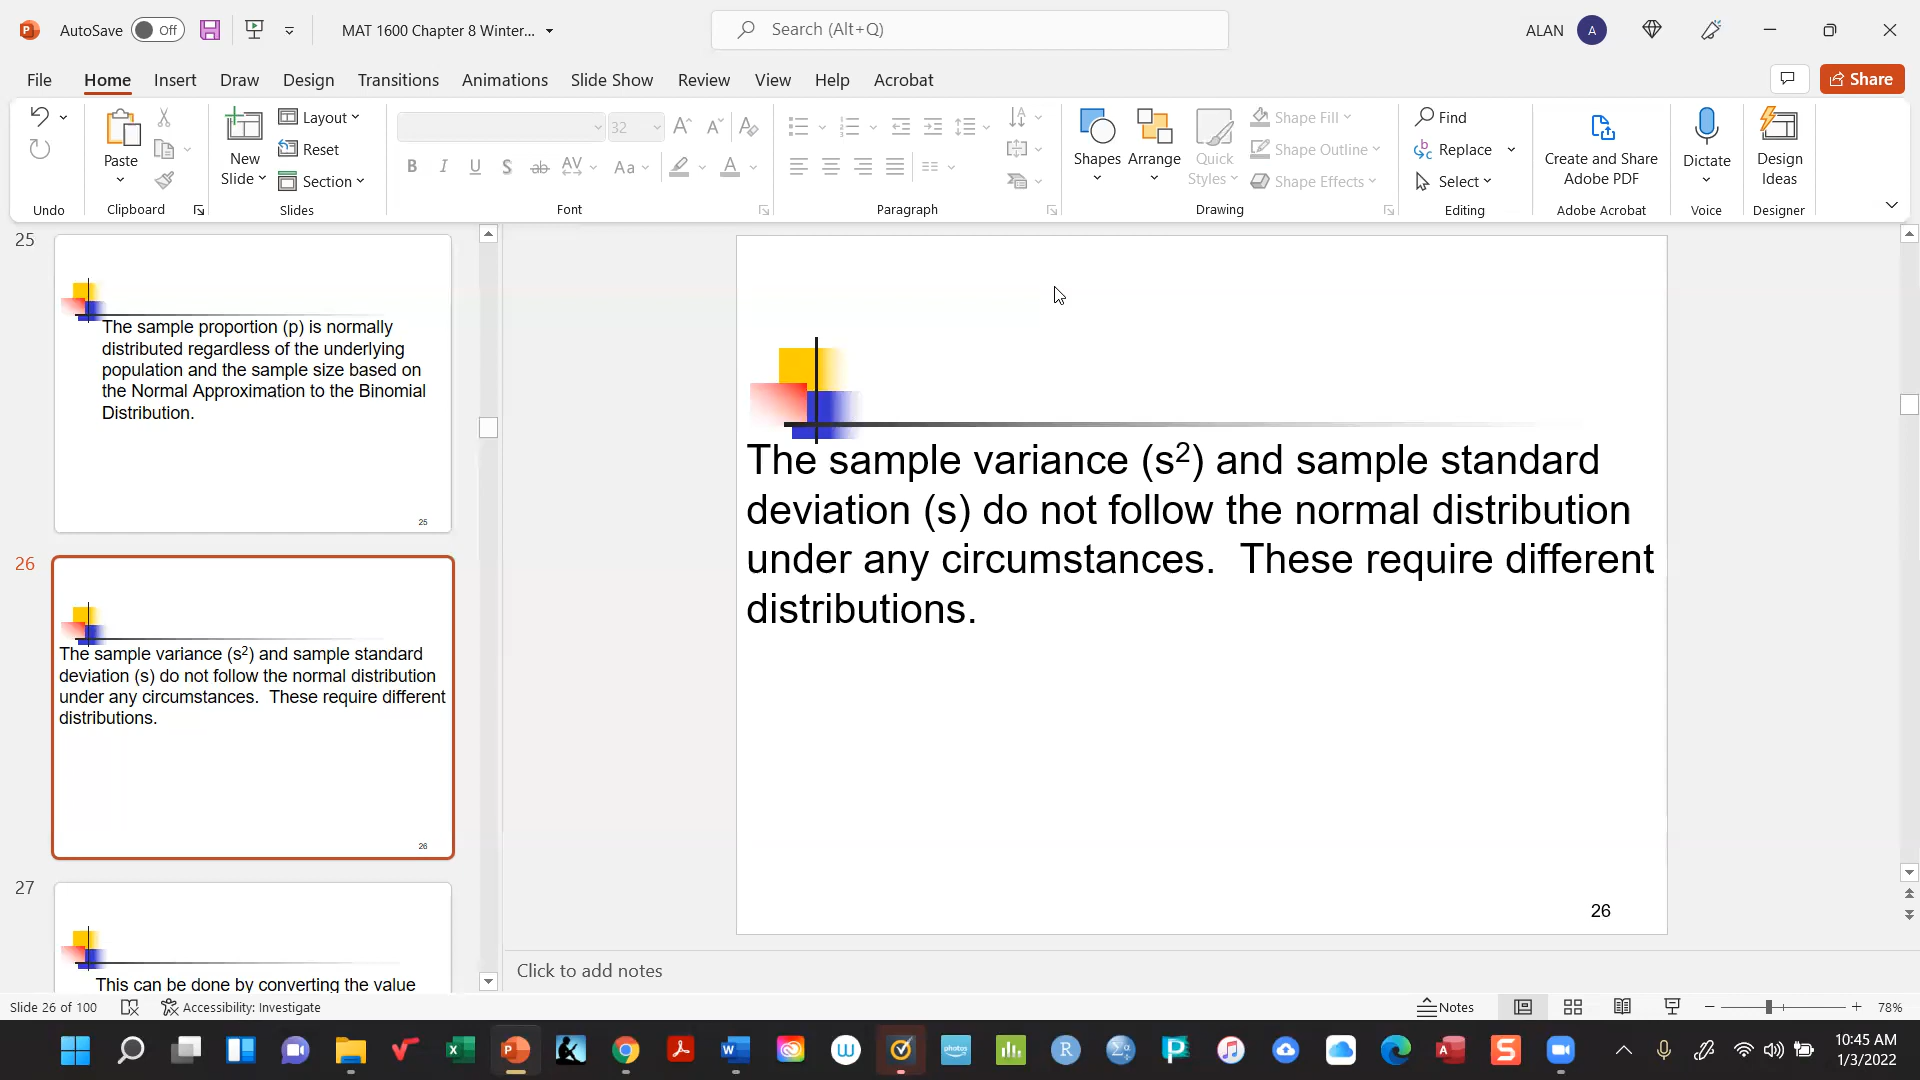 AutoSave Off MAT 1600 Chapter 8 Winter... Search (Alt+Q) ALAN A
File Home Insert Draw Design Transitions Animations Slide Show Review View Help Acrobat Share
Undo
Paste
Clipboard
New
Slide
Layout
Reset
Section
Slides
32
B I U S ab AV Aa A
Font
Paragraph
Shapes
Arrange
Quick
Styles
Shape Fill
Shape Outline
Shape Effects
Drawing
Find
Replace
Select
Editing
Create and Share
Adobe PDF
Adobe Acrobat
Dictate
Voice
Design
Ideas
Designer
25
The sample proportion (p) is normally
distributed regardless of the underlying
population and the sample size based on
the Normal Approximation to the Binomial
Distribution.
25
26
The sample variance (s²) and sample standard
deviation (s) do not follow the normal distribution
under any circumstances. These require different
distributions.
26
27
This can be done by converting the value
The sample variance (s²) and sample standard
deviation (s) do not follow the normal distribution
under any circumstances. These require different
distributions.
26
Click to add notes
Slide 26 of 100 Accessibility: Investigate Notes 78%
10:45 AM
1/3/2022